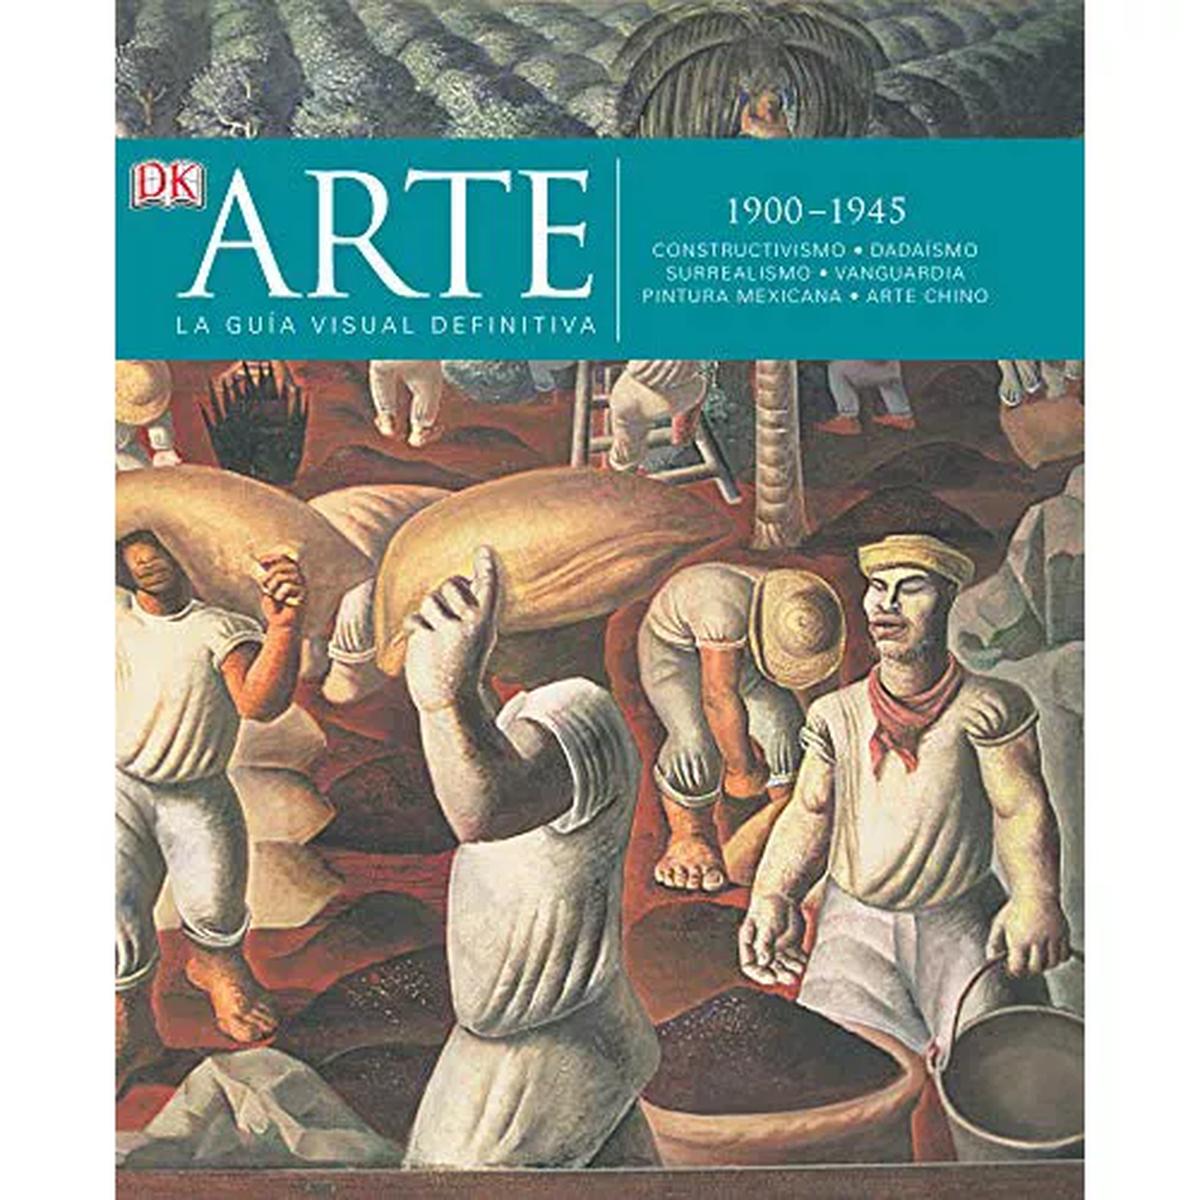 DK
ARTE
LA GUÍA VISUAL DEFINITIVA
1900–1945
CONSTRUCTIVISMO • DADAÍSMO
SURREALISMO • VANGUARDIA
PINTURA MEXICANA • ARTE CHINO